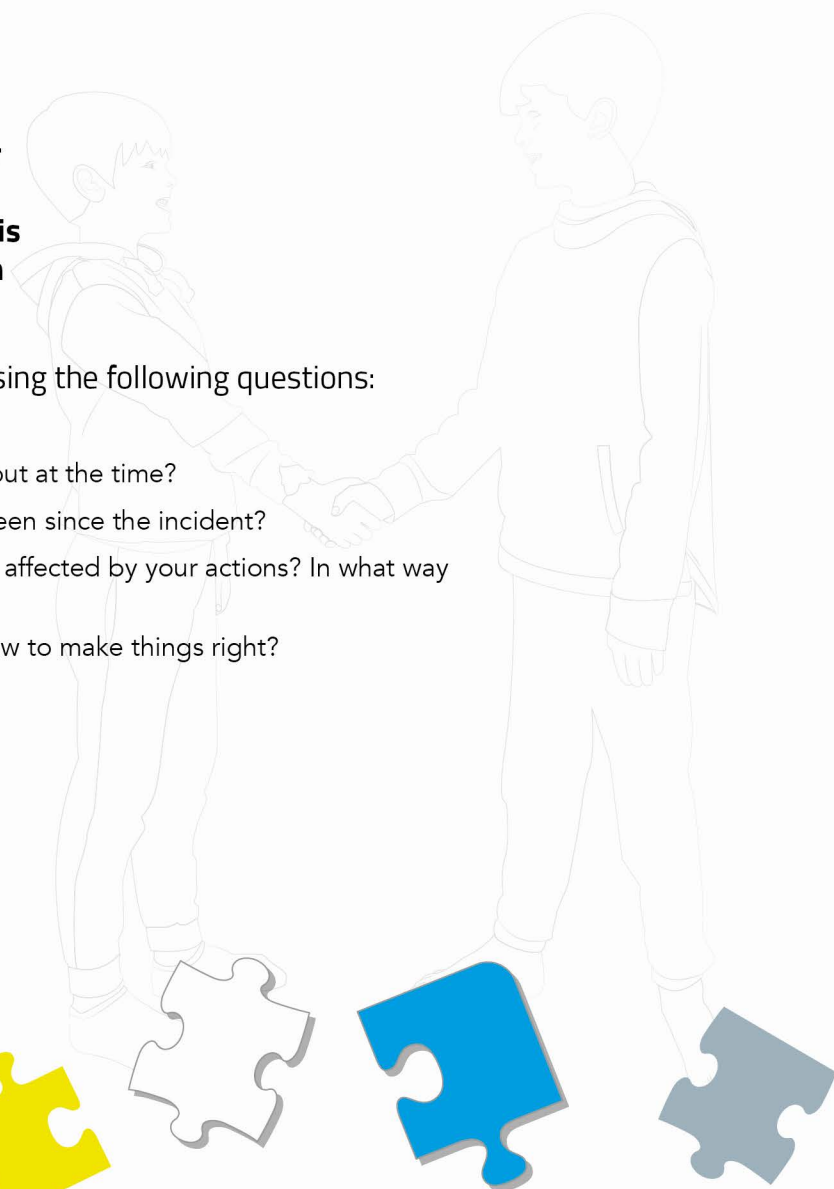 is
sing the following questions:
out at the time?
een since the incident?
affected by your actions? In what way
w to make things right?